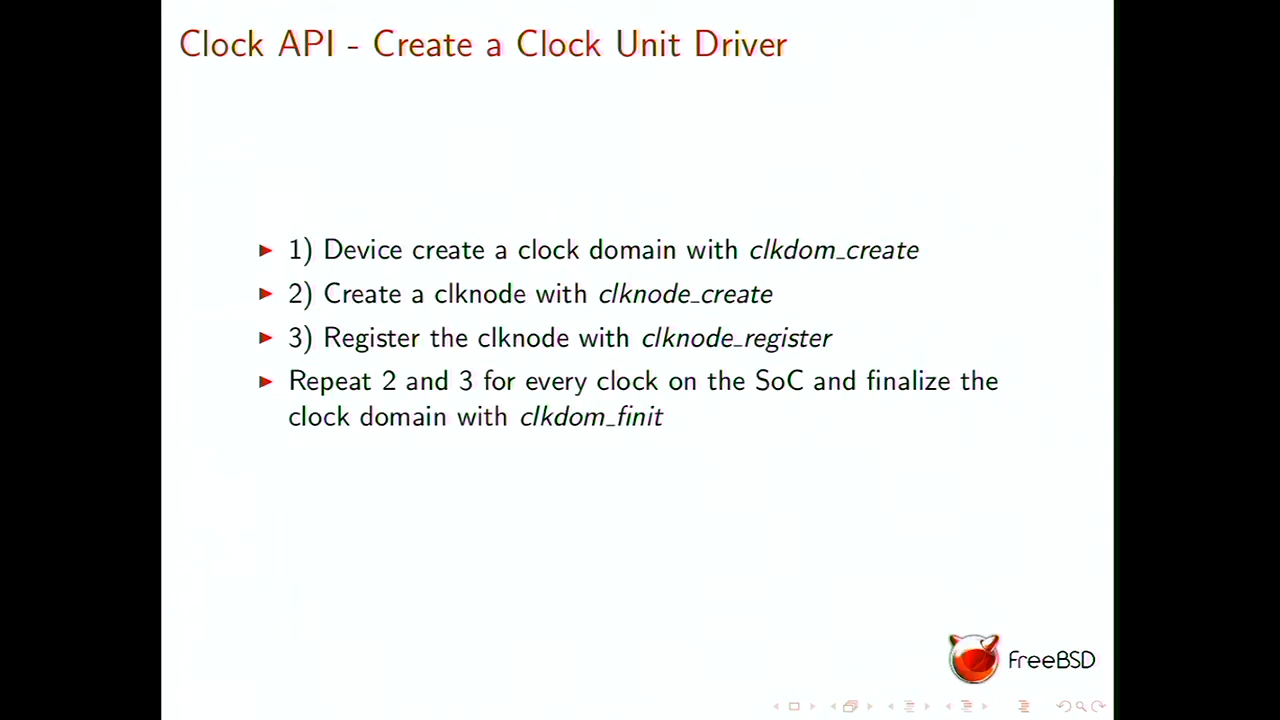 Clock API - Create a Clock Unit Driver
1) Device create a clock domain with clkdom_create
2) Create a clknode with clknode_create
3) Register the clknode with clknode_register
Repeat 2 and 3 for every clock on the SoC and finalize the
clock domain with clkdom_finit
FreeBSD